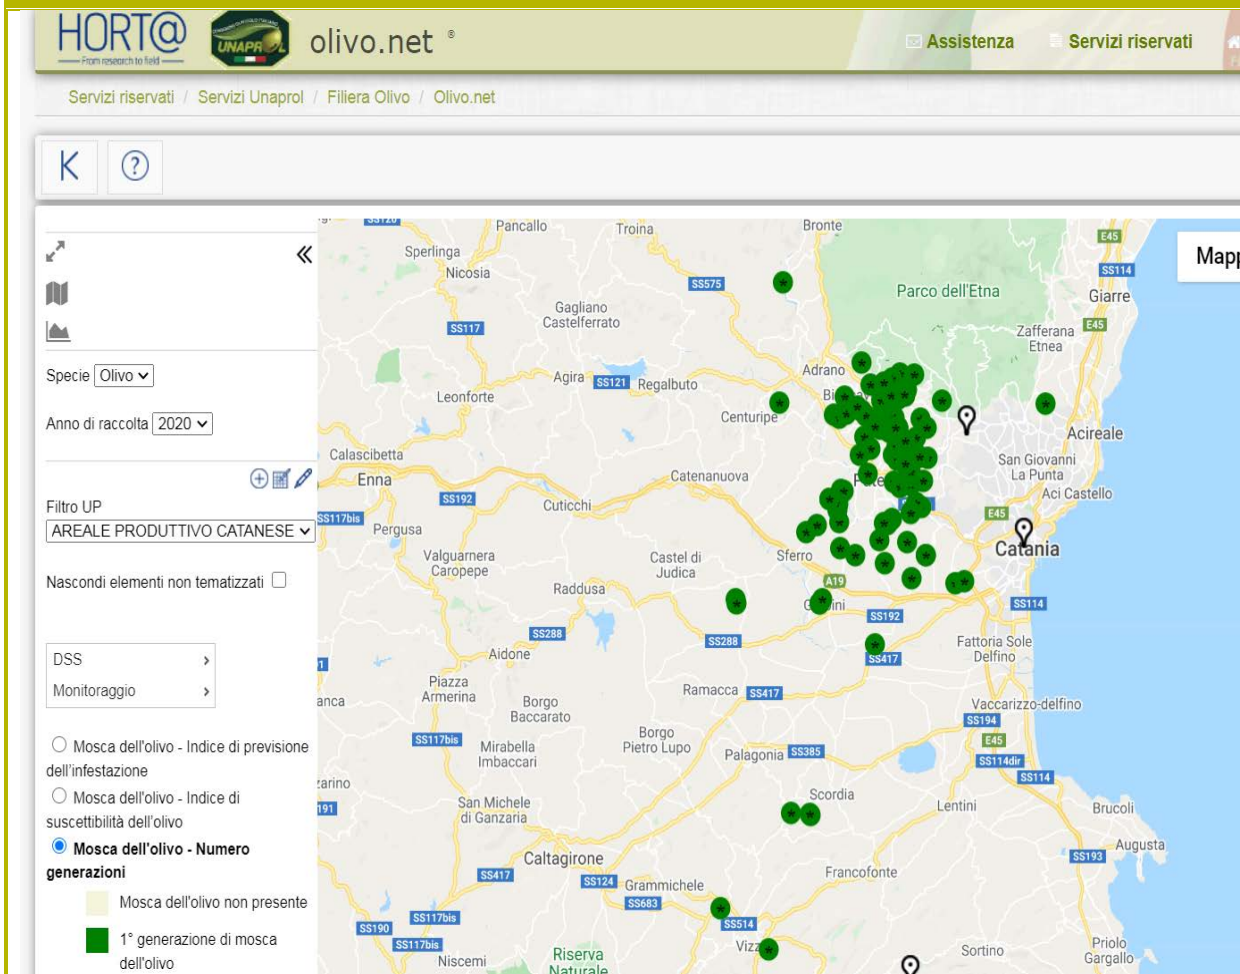 HORT@
From research to field
UNAPROL
olivo.net ®
Assistenza
Servizi riservati
Servizi riservati / Servizi Unaprol / Filiera Olivo / Olivo.net
Specie Olivo
Anno di raccolta 2020
Filtro UP
AREALE PRODUTTIVO CATANESE
Nascondi elementi non tematizzati
DSS
Monitoraggio
Mosca dell'olivo - Indice di previsione
dell'infestazione
Mosca dell'olivo - Indice di
suscettibilità dell'olivo
Mosca dell'olivo - Numero
generazioni
Mosca dell'olivo non presente
1° generazione di mosca
dell'olivo
SS120
Pancallo
Troina
Bronte
E45
Sperlinga
Nicosia
SS575
SS114
Parco dell'Etna
Giarre
Mapp
Gagliano
Castelferrato
SS117
Zafferana
Etnea
E45
Agira
SS121
Regalbuto
Adrano
Leonforte
Centuripe
Acireale
Calascibetta
Enna
Catenanuova
San Giovanni
La Punta
Aci Castello
SS192
Cuticchi
SS117bis
Pergusa
E45
Catania
Valguarnera
Caropepe
Castel di
Judica
Sferro
A19
Raddusa
SS114
SS192
SS288
SS288
Fattoria Sole
Delfino
Aidone
SS417
Piazza
Armerina
anca
Ramacca
SS417
Borgo
Baccarato
Vaccarizzo-delfino
SS194
SS117bis
Mirabella
Imbaccari
Borgo
Pietro Lupo
Palagonia
SS385
E45
SS114dir
SS114
zarino
191
San Michele
di Ganzaria
Scordia
Lentini
Brucoli
Augusta
SS193
Caltagirone
SS417
SS124
Grammichele
Francofonte
SS683
SS117bis
SS190
SS514
SS117bis
Niscemi
Riserva
Naturale
Sortino
Priolo
Gargallo